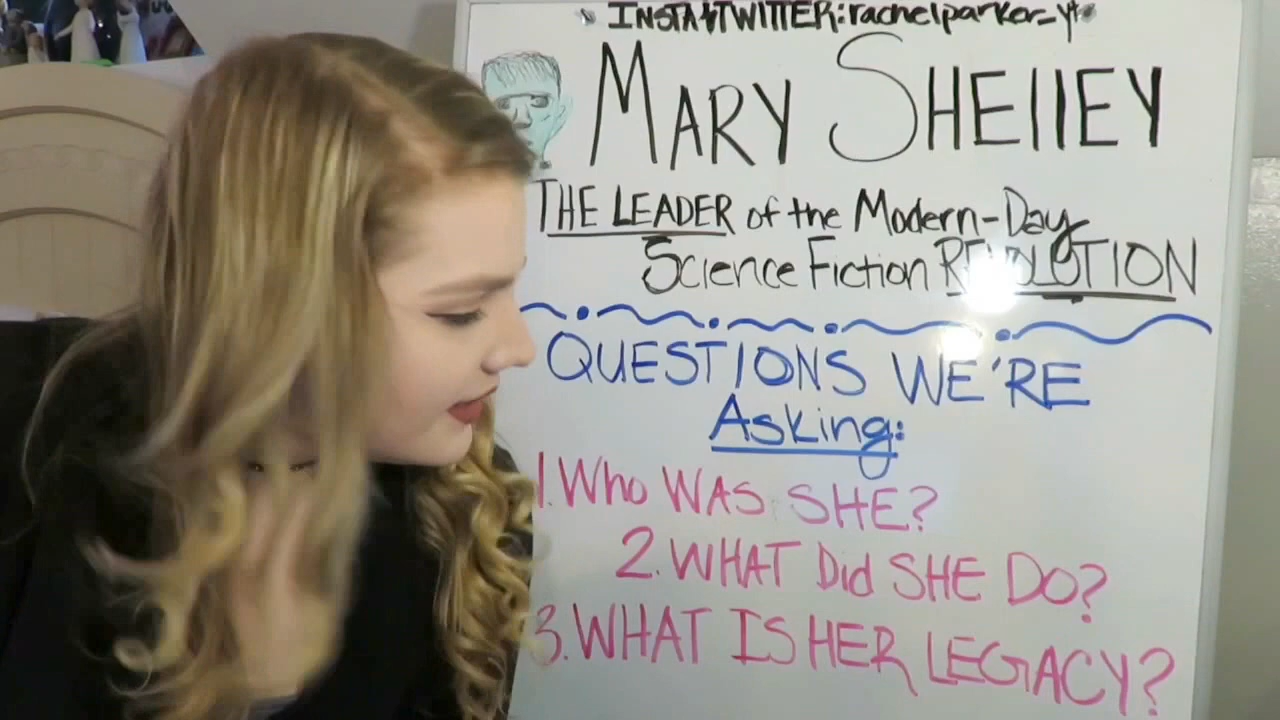 INSTA & TWITTER: rachelparker_yt
MARY SHEllEY
THE LEADER of the Modern-Day
Science Fiction REVOLUTION
QUESTIONS WE'RE
Asking:
1. Who WAS SHE?
2. WHAT Did SHE DO?
3. WHAT IS HER LEGACY?